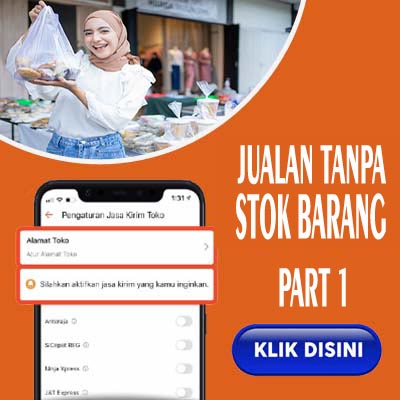 JUALAN TANPA
STOK BARANG
PART 1
KLIK DISINI
1:31
Pengaturan Jasa Kirim Toko
Alamat Toko
Atur Alamat Toko
Silahkan aktifkan jasa kirim yang kamu inginkan.
Anteraja
SiCepat REG
Ninja Xpress
J&T Express